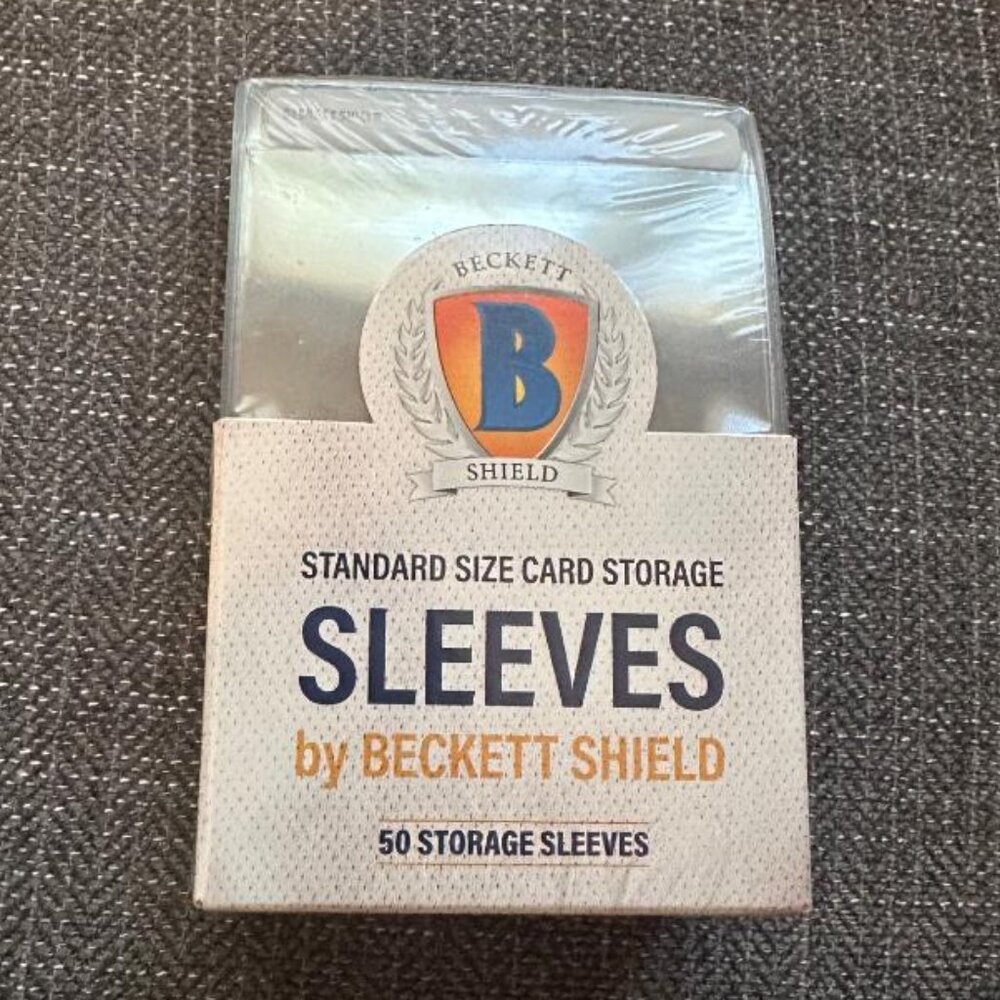 BECKETT
B
SHIELD
STANDARD SIZE CARD STORAGE
SLEEVES
by BECKETT SHIELD
50 STORAGE SLEEVES